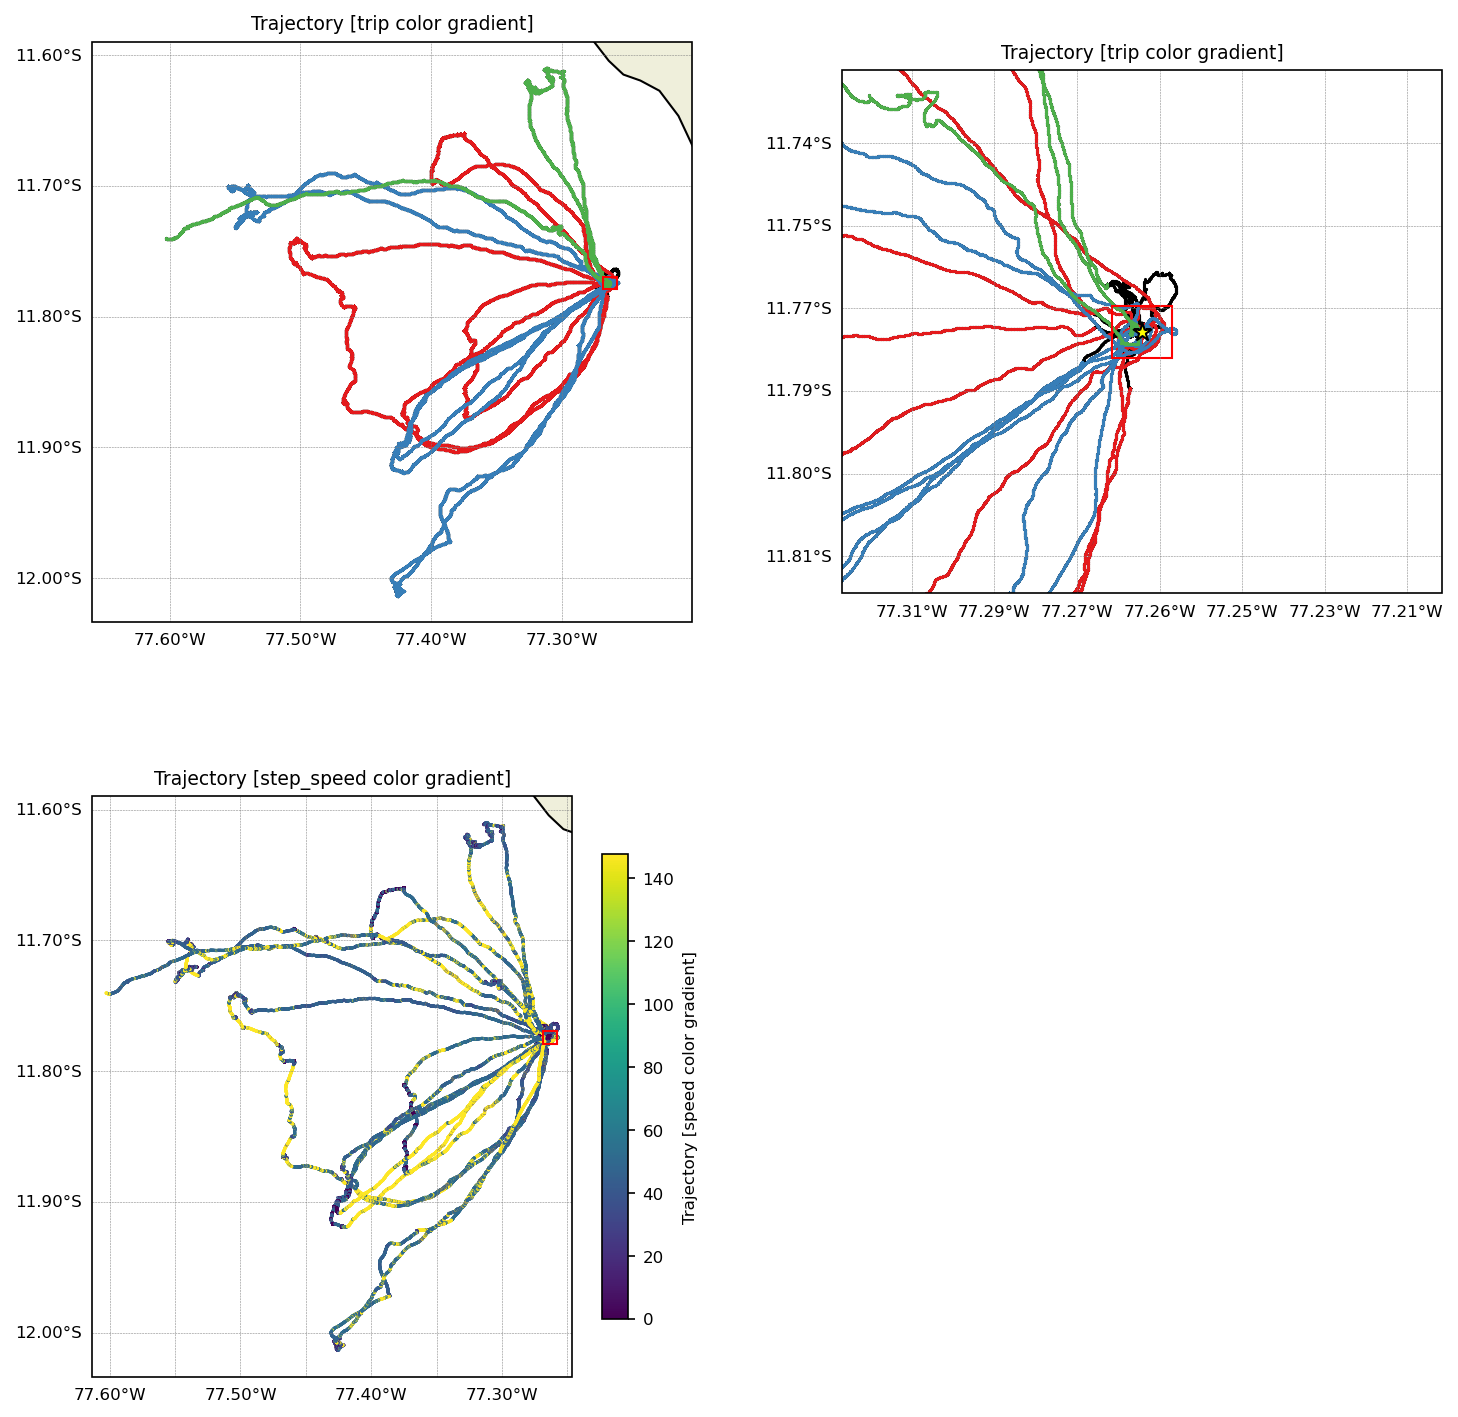 Trajectory [trip color gradient]
11.60°S
11.70°S
11.80°S
11.90°S
12.00°S
77.60°W 77.50°W 77.40°W 77.30°W
Trajectory [trip color gradient]
11.74°S
11.75°S
11.77°S
11.79°S
11.80°S
11.81°S
77.31°W 77.29°W 77.27°W 77.26°W 77.25°W 77.23°W 77.21°W
Trajectory [step_speed color gradient]
11.60°S
11.70°S
11.80°S
11.90°S
12.00°S
77.60°W 77.50°W 77.40°W 77.30°W
140
120
100
80
60
40
20
0
Trajectory [speed color gradient]